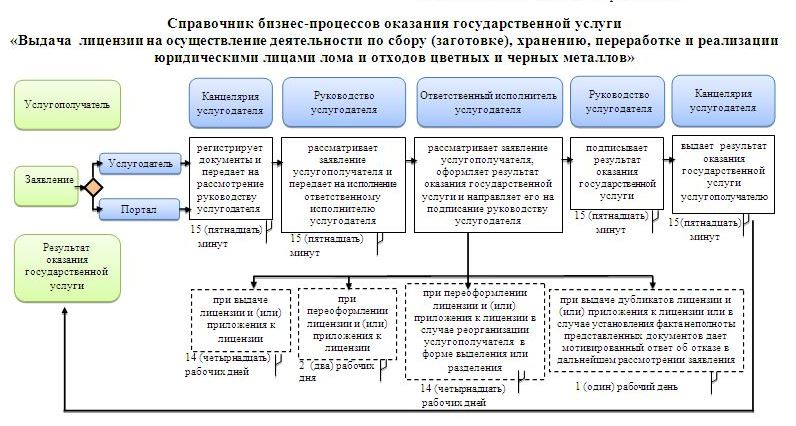 Справочник бизнес-процессов оказания государственной услуги
«Выдача лицензии на осуществление деятельности по сбору (заготовке), хранению, переработке и реализации
юридическими лицами лома и отходов цветных и черных металлов»
Услугополучатель
Канцелярия
услугодателя
Руководство
услугодателя
Ответственный исполнитель
услугодателя
Руководство
услугодателя
Канцелярия
услугодателя
Заявление
Услугодатель
Портал
регистрирует
документы и
передает на
рассмотрение
руководству
услугодателя
15 (пятнадцать)
минут
рассматривает
заявление
услугополучателя и
передает на исполнение
ответственному
исполнителю
услугодателя
15 (пятнадцать)
минут
рассматривает заявление
услугополучателя,
оформляет результат
оказания государственной
услуги и направляет его на
подписание руководству
услугодателя
подписывает
результат
оказания
государственной
услуги
15 (пятнадцать)
минут
выдает результат
оказания
государственной
услуги
услугополучателю
15 (пятнадцать)
минут
Результат
оказания
государственной
услуги
при выдаче
лицензии и (или)
приложения к
лицензии
14 (четырнадцать)
рабочих дней
при
переоформлении
лицензии и (или)
приложения к
лицензии
2 (два) рабочих
дня
при переоформлении
лицензии и (или)
приложения к лицензии в
случае реорганизации
услугополучателя в
форме выделения или
разделения
14 (четырнадцать)
рабочих дней
при выдаче дубликатов лицензии и
(или) приложения к лицензии или в
случае установления фактанеполноты
представленных документов дает
мотивированный ответ об отказе в
дальнейшем рассмотрении заявления
1 (один) рабочий день